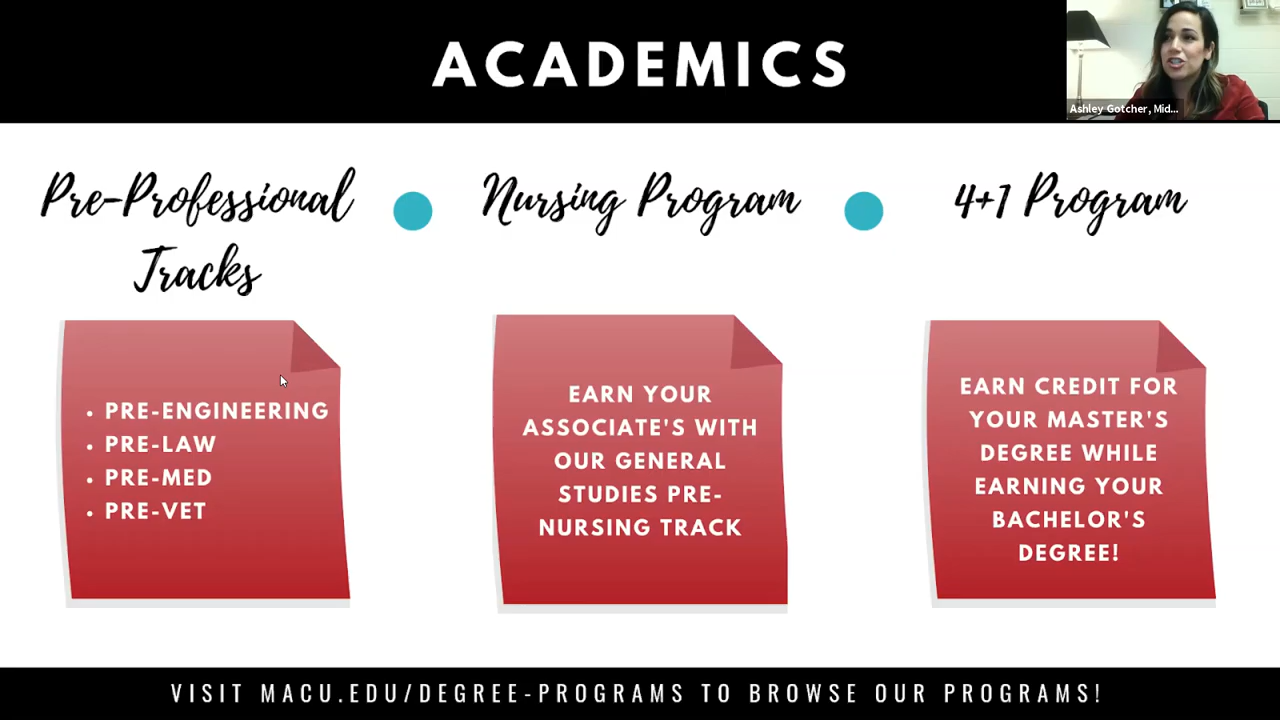 ACADEMICS
Ashley Gotcher, Mid...
Pre-Professional
Tracks
Nursing Program
4+1 Program
• PRE-ENGINEERING
• PRE-LAW
• PRE-MED
• PRE-VET
EARN YOUR
ASSOCIATE'S WITH
OUR GENERAL
STUDIES PRE-
NURSING TRACK
EARN CREDIT FOR
YOUR MASTER'S
DEGREE WHILE
EARNING YOUR
BACHELOR'S
DEGREE!
VISIT MACU.EDU/DEGREE-PROGRAMS TO BROWSE OUR PROGRAMS!